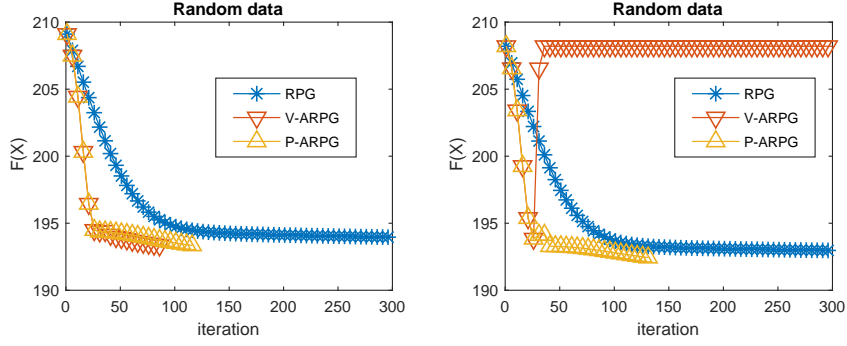 Random data
F(X)
210
205
200
195
190
0
50
100
150
200
250
300
iteration
RPG
V-ARPG
P-ARPG
Random data
F(X)
210
205
200
195
190
0
50
100
150
200
250
300
iteration
RPG
V-ARPG
P-ARPG